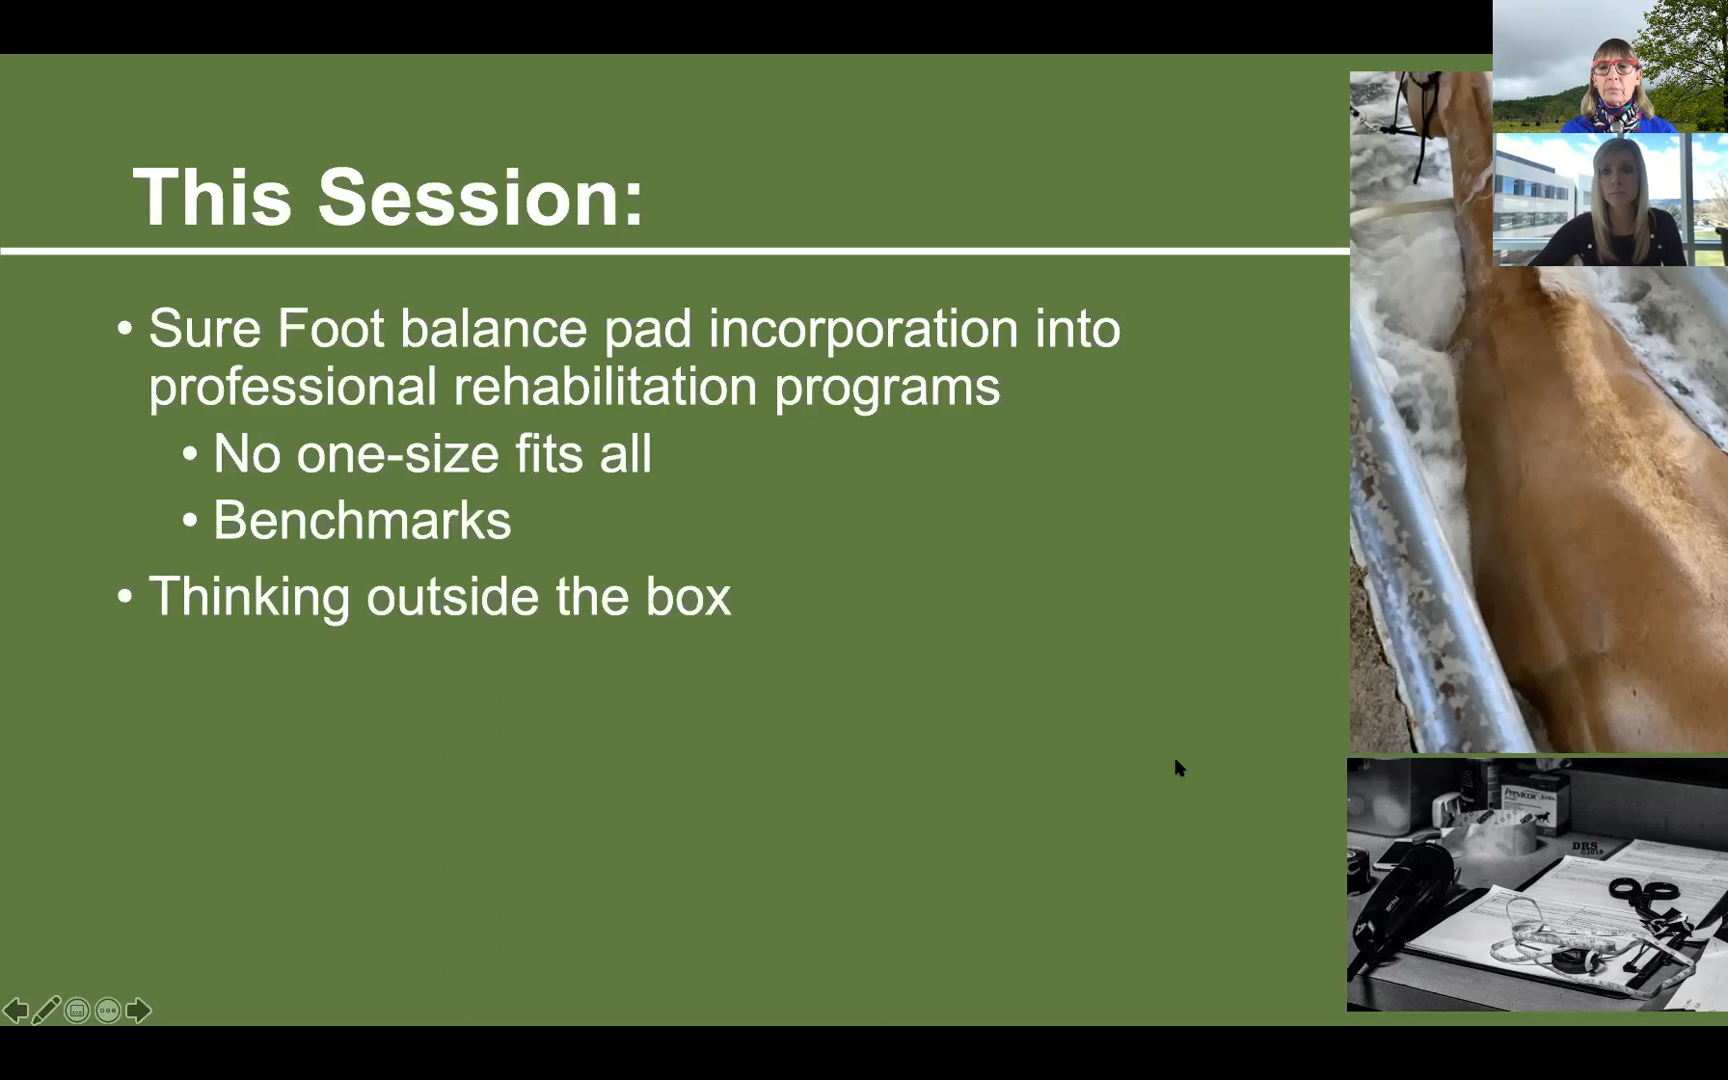 This Session:
• Sure Foot balance pad incorporation into
professional rehabilitation programs
• No one-size fits all
• Benchmarks
• Thinking outside the box
Previcox
DRS
©2019